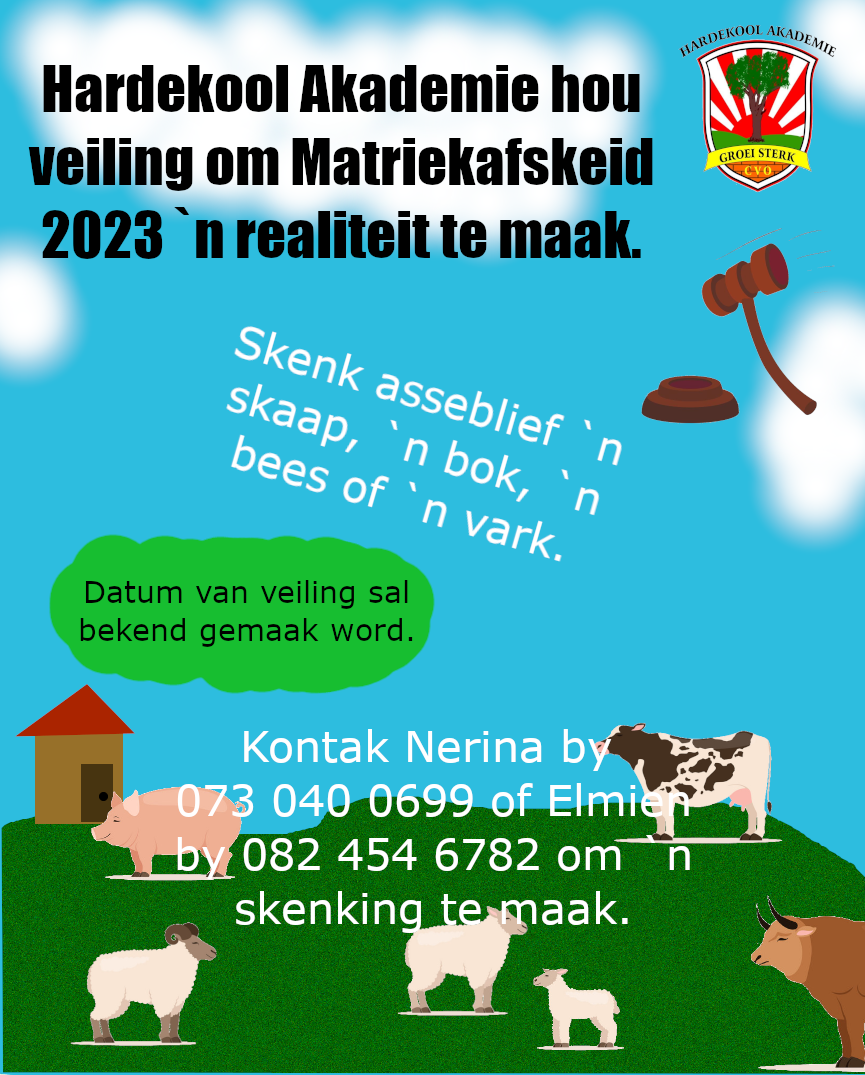 HARDEKOOL AKADEMIE
Hardekool Akademie hou
veiling om Matriekafskeid
2023 `n realiteit te maak.
GROEI STERK
C V O
Skenk asseblief `n
skaap, `n bok, `n
bees of `n vark.
Datum van veiling sal
bekend gemaak word.
Kontak Nerina by
073 040 0699 of Elmien
by 082 454 6782 om `n
skenking te maak.